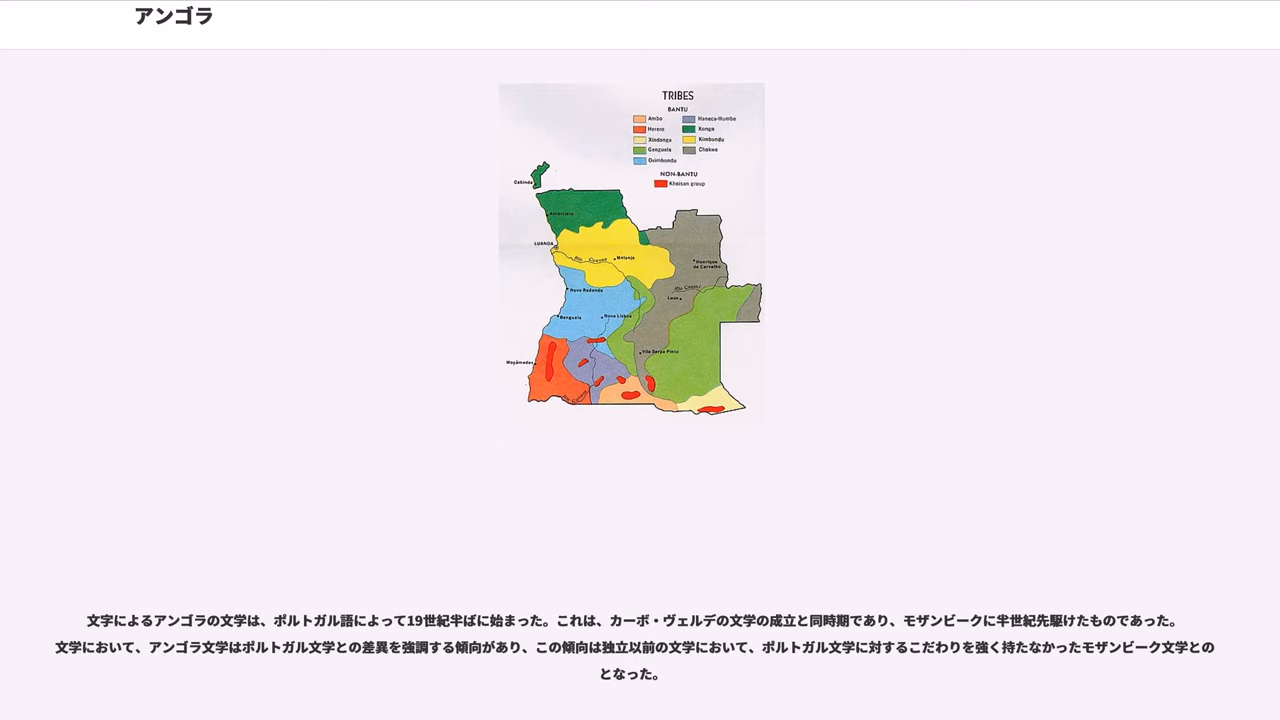 アンゴラ
TRIBES
BANTU
Ambo
Haneca-Humbe
Herero
Kongo
Xindonga
Kimbundu
Ganguela
Chokwe
Ovimbundu
NON-BANTU
Khoisan group
Cabinda
Ambrizete
LUANDA
Rio Cuanza
Malanje
Henrique
de Carvalho
Novo Redondo
Rio Cassai
Luso
Benguela
Nova Lisboa
Vila Serpa Pinto
Moçâmedes
文字によるアンゴラの文学は、ポルトガル語によって19世紀半ばに始まった。これは、カーボ・ヴェルデの文学の成立と同時期であり、モザンビークに半世紀先駆けたものであった。
文学において、アンゴラ文学はポルトガル文学との差異を強調する傾向があり、この傾向は独立以前の文学において、ポルトガル文学に対するこだわりを強く持たなかったモザンビーク文学との
となった。